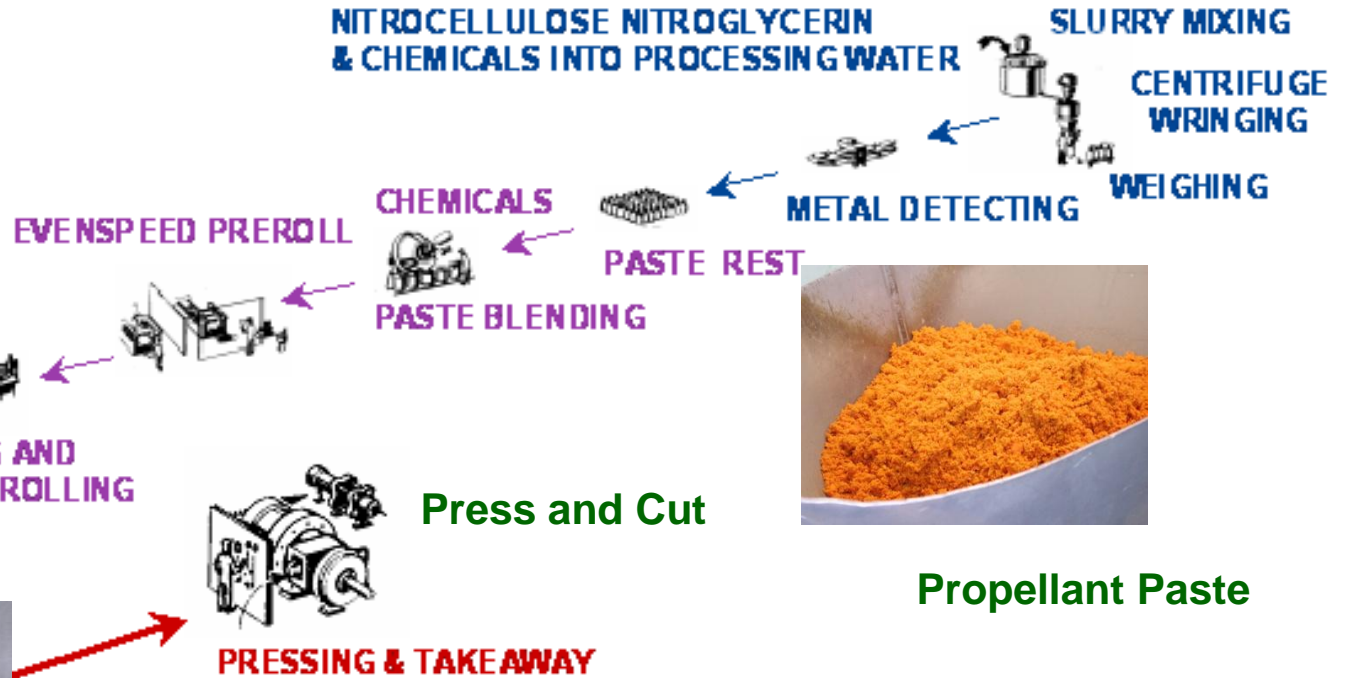 NITROCELLULOSE NITROGLYCERIN
& CHEMICALS INTO PROCESSING WATER
SLURRY MIXING
CENTRIFUGE
WRINGING
WEIGHING
METAL DETECTING
PASTE REST
CHEMICALS
PASTE BLENDING
EVENSPEED PREROLL
AND
ROLLING
Press and Cut
Propellant Paste
PRESSING & TAKEAWAY